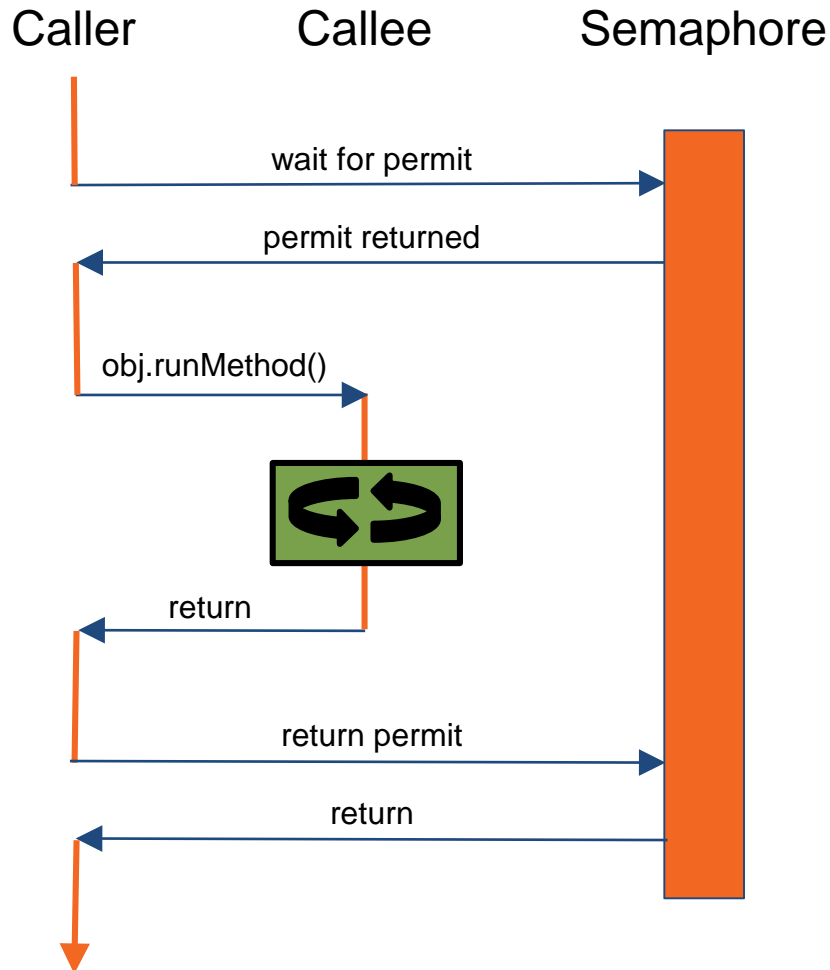 Caller Callee Semaphore
wait for permit
permit returned
obj.runMethod()
return
return permit
return